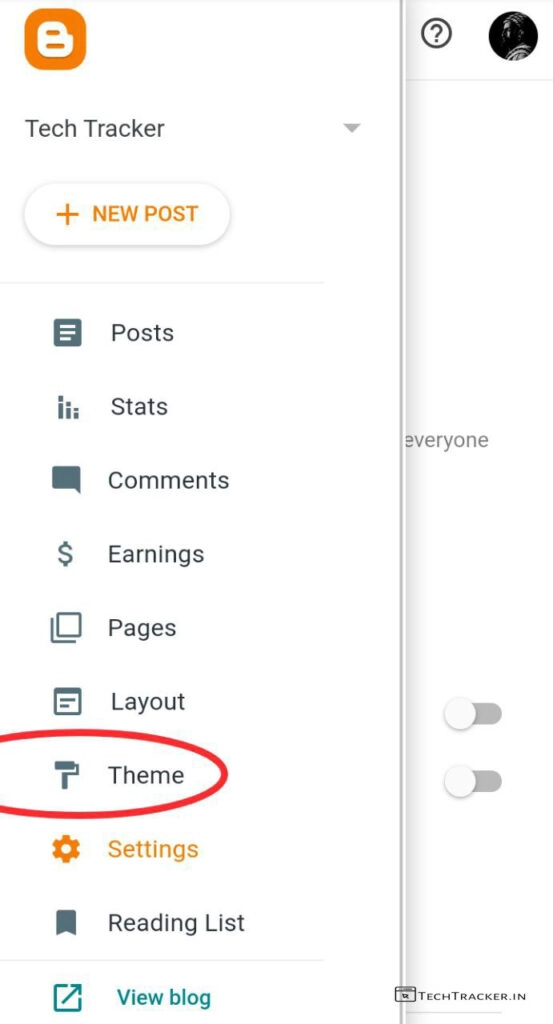 Tech Tracker
+ NEW POST
Posts
Stats
Comments
everyone
$ Earnings
Pages
Layout
Theme
Settings
Reading List
View blog
TechTracker.in